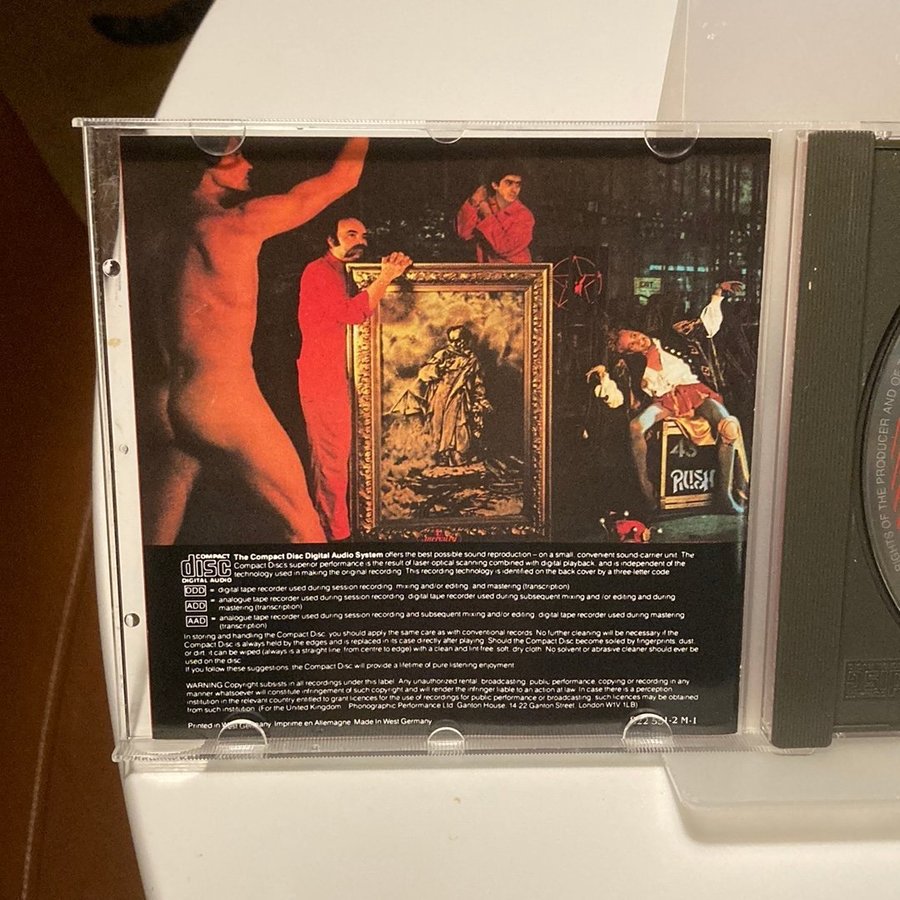 EXIT
45
RUSH
mercury
COMPACT
disc
DIGITAL AUDIO
The Compact Disc Digital Audio System offers the best possible sound reproduction – on a small, convenient sound-carrier unit. The
Compact Disc's superior performance is the result of laser optical scanning combined with digital playback, and is independent of the
technology used in making the original recording. This recording technology is identified on the back cover by a three-letter code
DDD = digital tape recorder used during session recording, mixing and/or editing, and mastering (transcription)
ADD = analogue tape recorder used during session recording, digital tape recorder used during subsequent mixing and /or editing and during
mastering (transcription)
AAD = analogue tape recorder used during session recording and subsequent mixing and/or editing, digital tape recorder used during mastering
(transcription)
In storing and handling the Compact Disc, you should apply the same care as with conventional records. No further cleaning will be necessary if the
Compact Disc is always held by the edges and is replaced in its case directly after playing. Should the Compact Disc become soiled by fingerprints, dust
or dirt, it can be wiped (always is a straight line, from centre to edge) with a clean and lint free, soft, dry cloth. No solvent or abrasive cleaner should ever be
used on the disc
If you follow these suggestions, the Compact Disc will provide a lifetime of pure listening enjoyment
WARNING Copyright subsists in all recordings under this label. Any unauthorized rental, broadcasting, public performance, copying or recording in any
manner whatsoever will constitute infringement of such copyright and will render the infringer liable to an action at law. In case there is a perception
institution in the relevant country entitled to grant licences for the use of recordings for public performance or broadcasting, such licences may be obtained
from such institution. (For the United Kingdom: Phonographic Performance Ltd. Ganton House, 14 22 Ganton Street, London W1V 1LB)
Printed in West Germany Imprimé en Allemagne Made in West Germany
822 551-2 M-1
RIGHTS OF THE PRODUCER AND OF